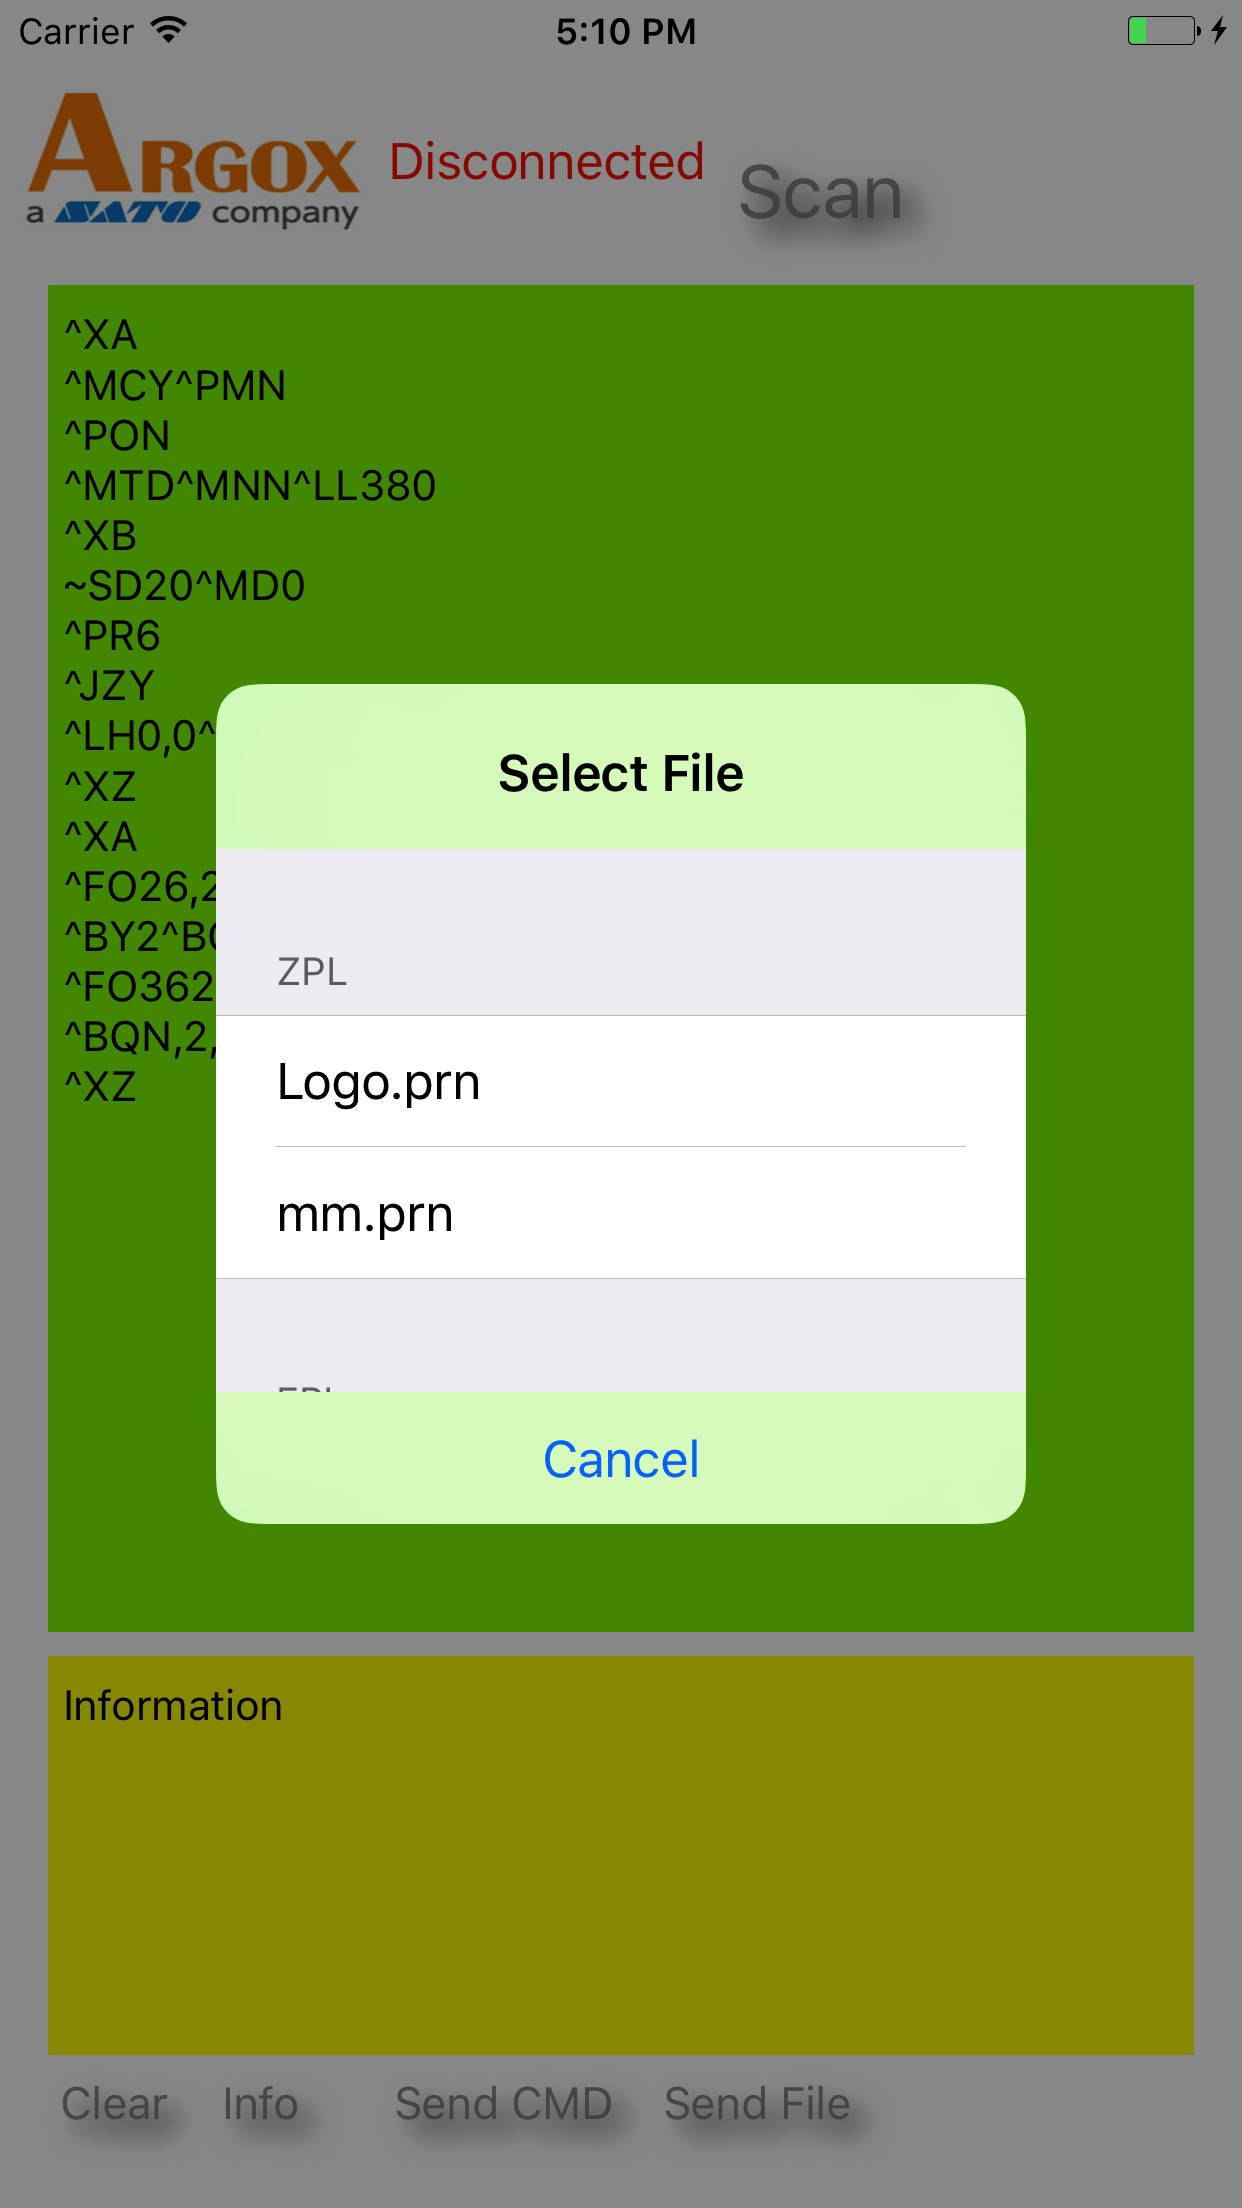 Carrier 5:10 PM
ARGOX
a SATO company
Disconnected
Scan
^XA
^MCY^PMN
^PON
^MTD^MNN^LL380
^XB
~SD20^MD0
^PR6
^JZY
^LH0,0^
^XZ
^XA
^FO26,2
^BY2^B
^FO362
^BQN,2,
^XZ
Select File
ZPL
Logo.prn
mm.prn
Cancel
Information
Clear Info Send CMD Send File